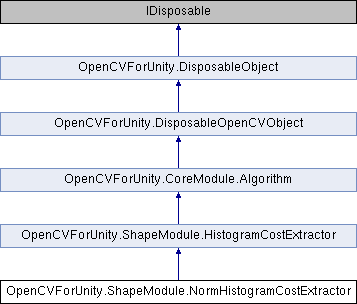 IDisposable
OpenCVForUnity.DisposableObject
OpenCVForUnity.DisposableOpenCVObject
OpenCVForUnity.CoreModule.Algorithm
OpenCVForUnity.ShapeModule.HistogramCostExtractor
OpenCVForUnity.ShapeModule.NormHistogramCostExtractor